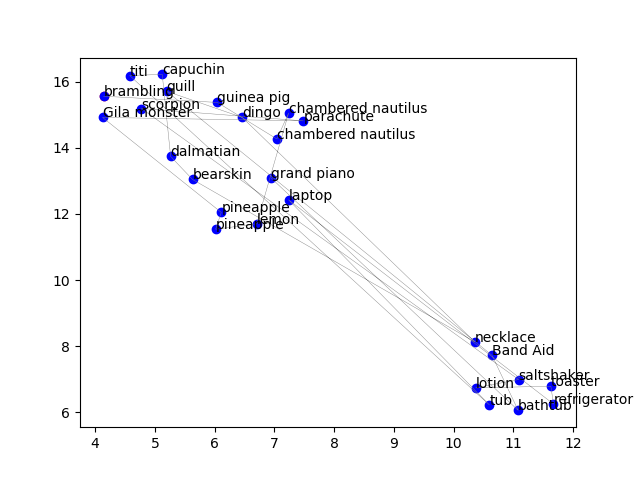 titi
capuchin
quill
brambling
scorpion
guinea pig
Gila monster
dingo
chambered nautilus
parachute
chambered nautilus
dalmatian
bearskin
grand piano
laptop
pineapple
lemon
pineapple
necklace
Band Aid
saltshaker
toaster
lotion
tub
refrigerator
bathtub
16
14
12
10
8
6
4 5 6 7 8 9 10 11 12